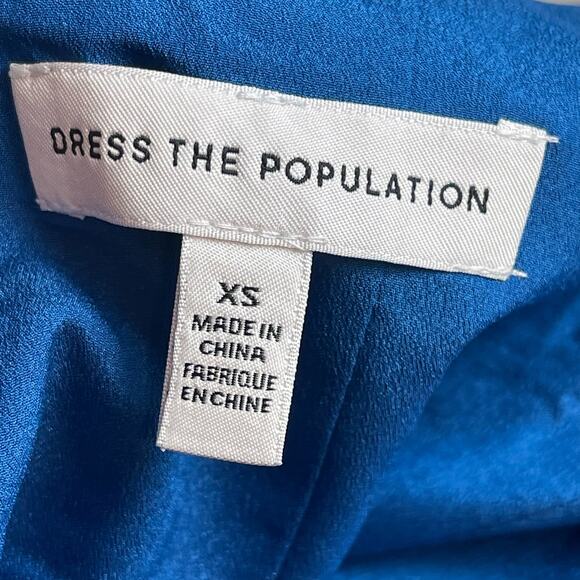 DRESS THE POPULATION
XS
MADE IN
CHINA
FABRIQUE
EN CHINE